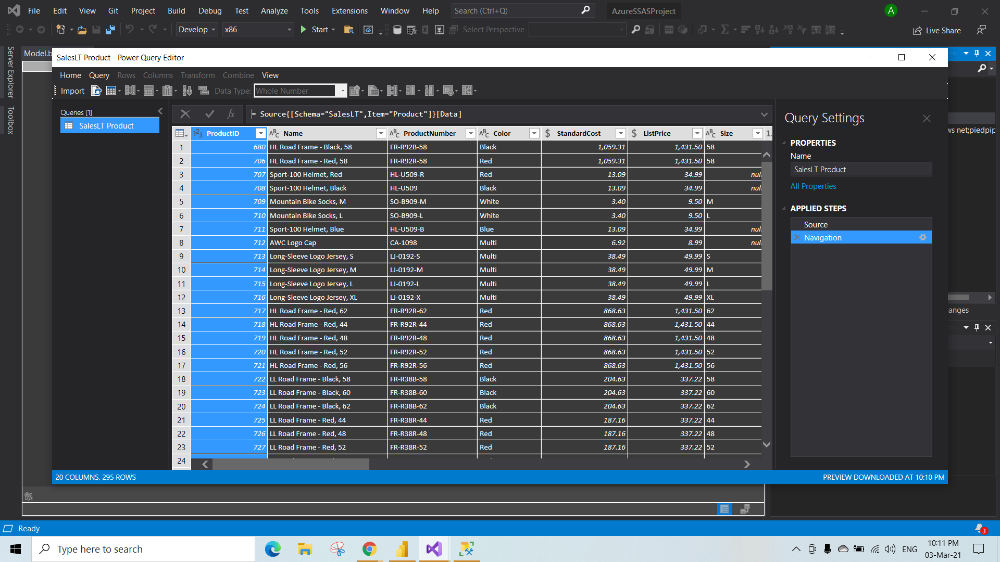 File Edit View Git Project Build Debug Test Analyze Tools Extensions Window Help Search (Ctrl+Q) AzureSSASProject A
Develop x86 Start Select Perspective Live Share
Server Explorer
Toolbox
Model.b
SalesLT Product - Power Query Editor
Home Query Rows Columns Transform Combine View
Import Data Type: Whole Number
Queries [1]
SalesLT Product
fx = Source{[Schema="SalesLT",Item="Product"]}[Data]
ProductID Name ProductNumber Color StandardCost ListPrice Size 1.
1 680 HL Road Frame - Black, 58 FR-R92B-58 Black 1,059.31 1,431.50 58
2 706 HL Road Frame - Red, 58 FR-R92R-58 Red 1,059.31 1,431.50 58
3 707 Sport-100 Helmet, Red HL-U509-R Red 13.09 34.99 nul
4 708 Sport-100 Helmet, Black HL-U509 Black 13.09 34.99 nul
5 709 Mountain Bike Socks, M SO-B909-M White 3.40 9.50 M
6 710 Mountain Bike Socks, L SO-B909-L White 3.40 9.50 L
7 711 Sport-100 Helmet, Blue HL-U509-B Blue 13.09 34.99 nul
8 712 AWC Logo Cap CA-1098 Multi 6.92 8.99 nul
9 713 Long-Sleeve Logo Jersey, S LJ-0192-S Multi 38.49 49.99 S
10 714 Long-Sleeve Logo Jersey, M LJ-0192-M Multi 38.49 49.99 M
11 715 Long-Sleeve Logo Jersey, L LJ-0192-L Multi 38.49 49.99 L
12 716 Long-Sleeve Logo Jersey, XL LJ-0192-X Multi 38.49 49.99 XL
13 717 HL Road Frame - Red, 62 FR-R92R-62 Red 868.63 1,431.50 62
14 718 HL Road Frame - Red, 44 FR-R92R-44 Red 868.63 1,431.50 44
15 719 HL Road Frame - Red, 48 FR-R92R-48 Red 868.63 1,431.50 48
16 720 HL Road Frame - Red, 52 FR-R92R-52 Red 868.63 1,431.50 52
17 721 HL Road Frame - Red, 56 FR-R92R-56 Red 868.63 1,431.50 56
18 722 LL Road Frame - Black, 58 FR-R38B-58 Black 204.63 337.22 58
19 723 LL Road Frame - Black, 60 FR-R38B-60 Black 204.63 337.22 60
20 724 LL Road Frame - Black, 62 FR-R38B-62 Black 204.63 337.22 62
21 725 LL Road Frame - Red, 44 FR-R38R-44 Red 187.16 337.22 44
22 726 LL Road Frame - Red, 48 FR-R38R-48 Red 187.16 337.22 48
23 727 LL Road Frame - Red, 52 FR-R38R-52 Red 187.16 337.22 52
24
Query Settings
PROPERTIES
Name
SalesLT Product
All Properties
APPLIED STEPS
Source
Navigation
ws net;piedpip
anges
20 COLUMNS, 295 ROWS PREVIEW DOWNLOADED AT 10:10 PM
Ready 3
Type here to search ENG 10:11 PM
03-Mar-21